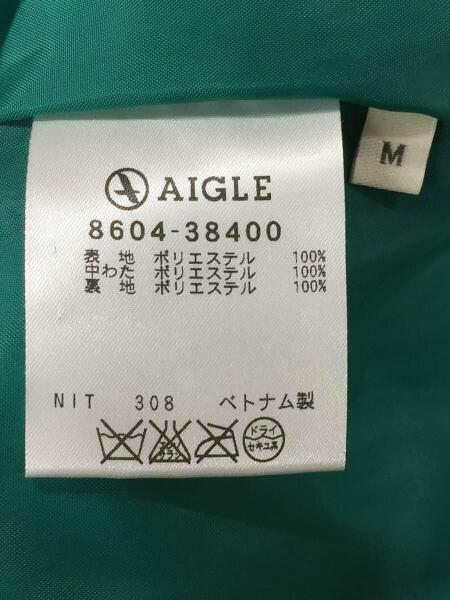 AIGLE
M
8604-38400
表 地 ポリエステル 100%
中わた ポリエステル 100%
裏 地 ポリエステル 100%
NIT 308 ベトナム製
ドライ
セキユ系